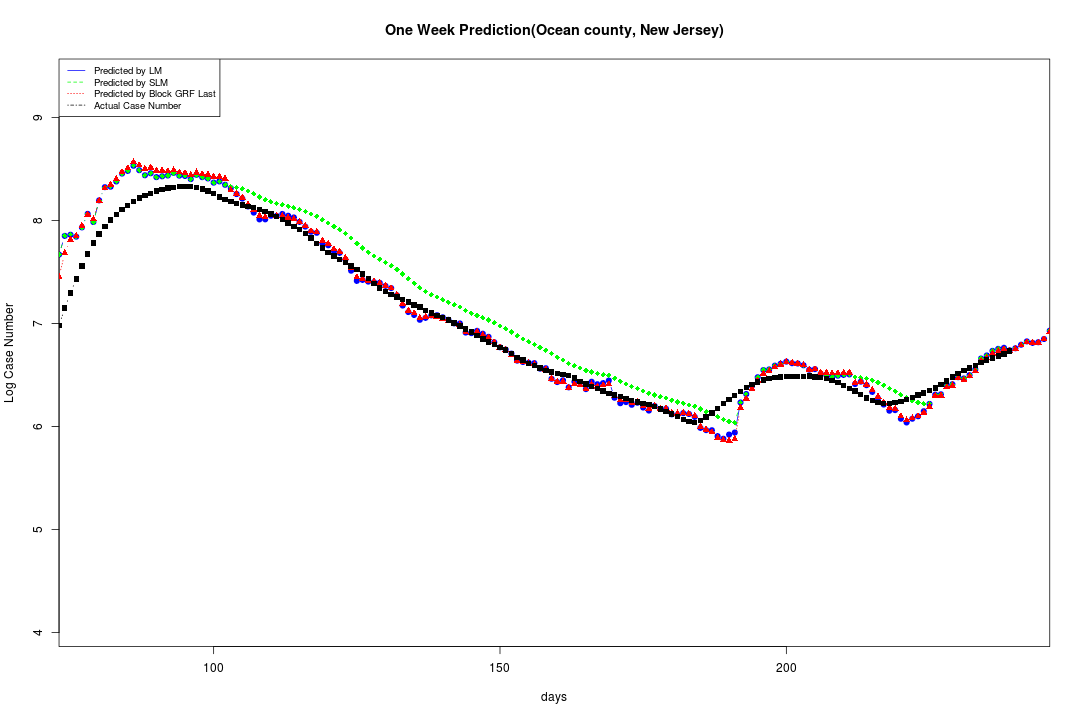 One Week Prediction(Ocean county, New Jersey)
Predicted by LM
Predicted by SLM
Predicted by Block GRF Last
Actual Case Number
9
8
7
6
5
4
Log Case Number
100 150 200
days